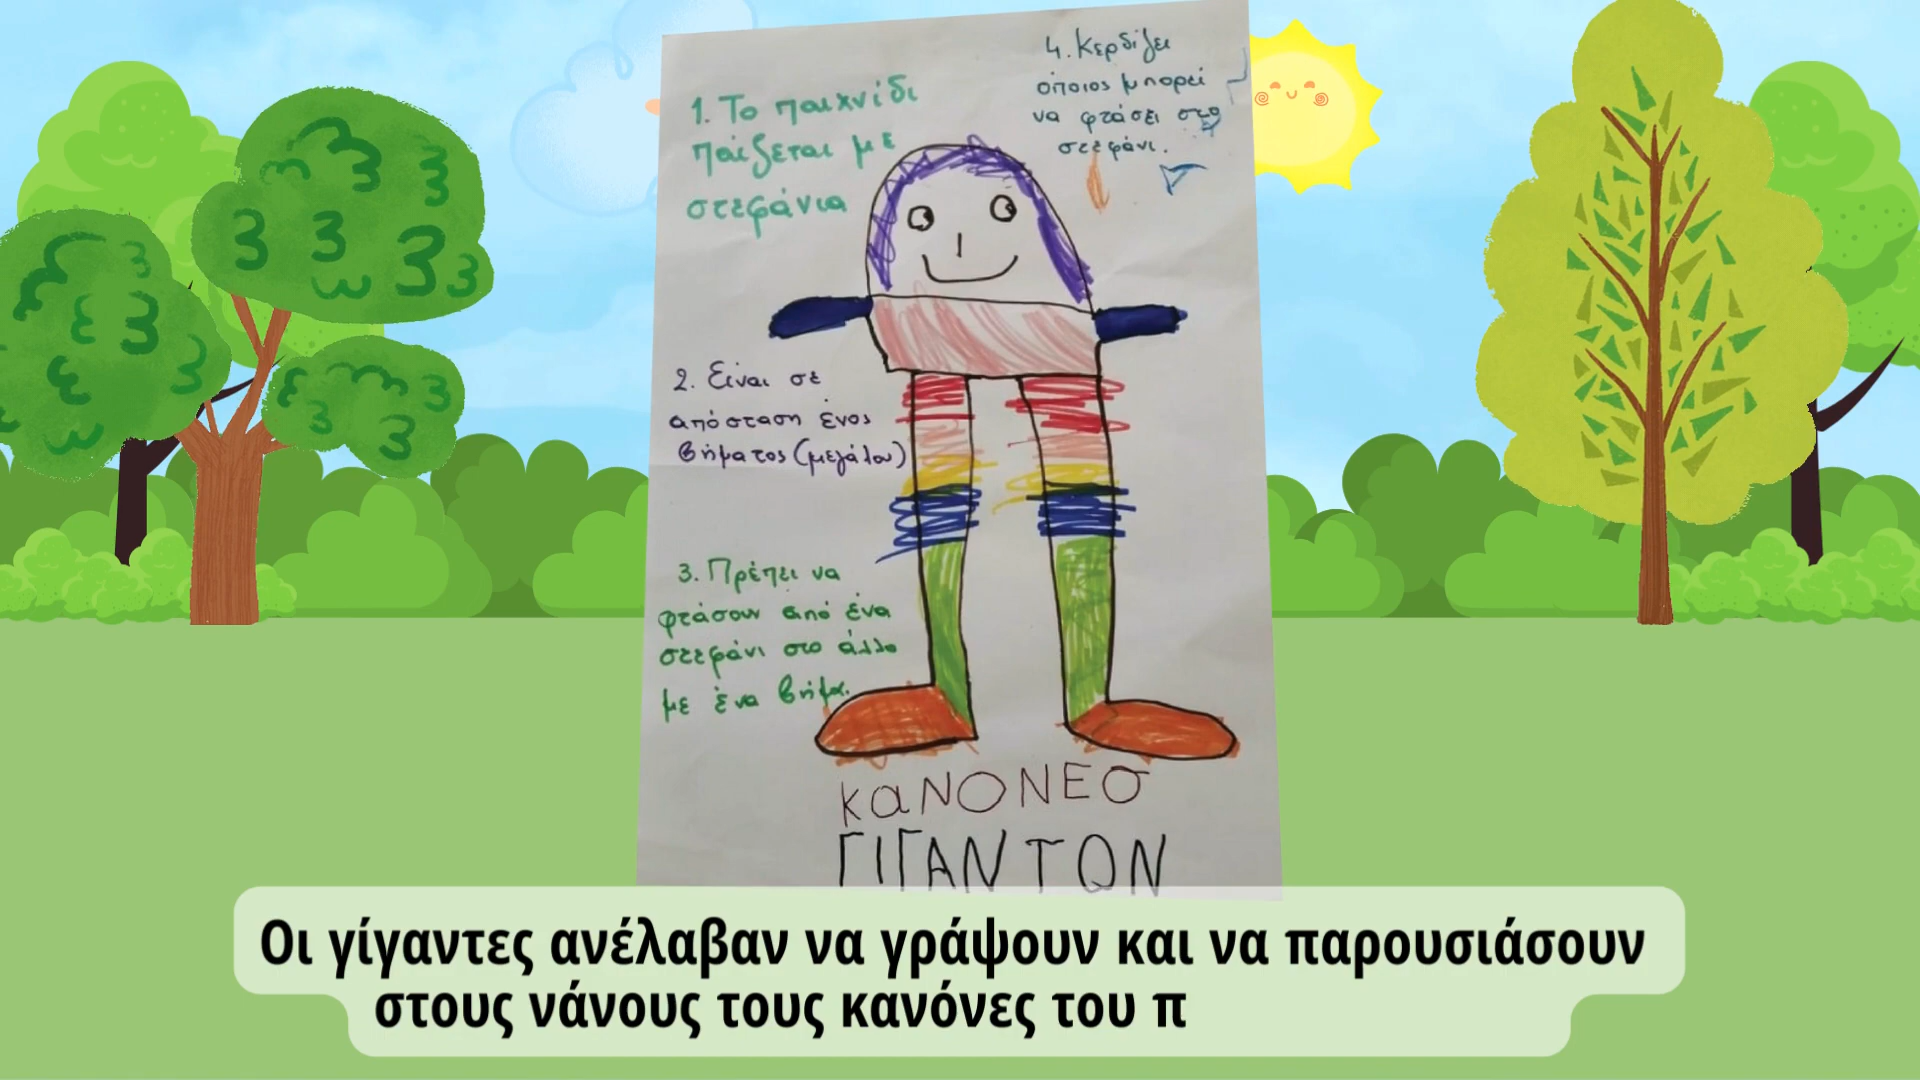 1. Το παιχνίδι
παίζεται με
στεφάνια
2. Είναι σε
απόσταση ένος
βήματος (μεγάλου)
3. Πρέπει να
φτάσουν από ένα
στεφάνι στο άλλο
με ένα βήμα.
4. Κερδίζει
όποιος μπορεί
να φτάσει στο
στεφάνι.
ΚαΝΟΝΕσ
ΓΙΓΑΝΤΟΝ
Οι γίγαντες ανέλαβαν να γράψουν και να παρουσιάσουν
στους νάνους τους κανόνες του π